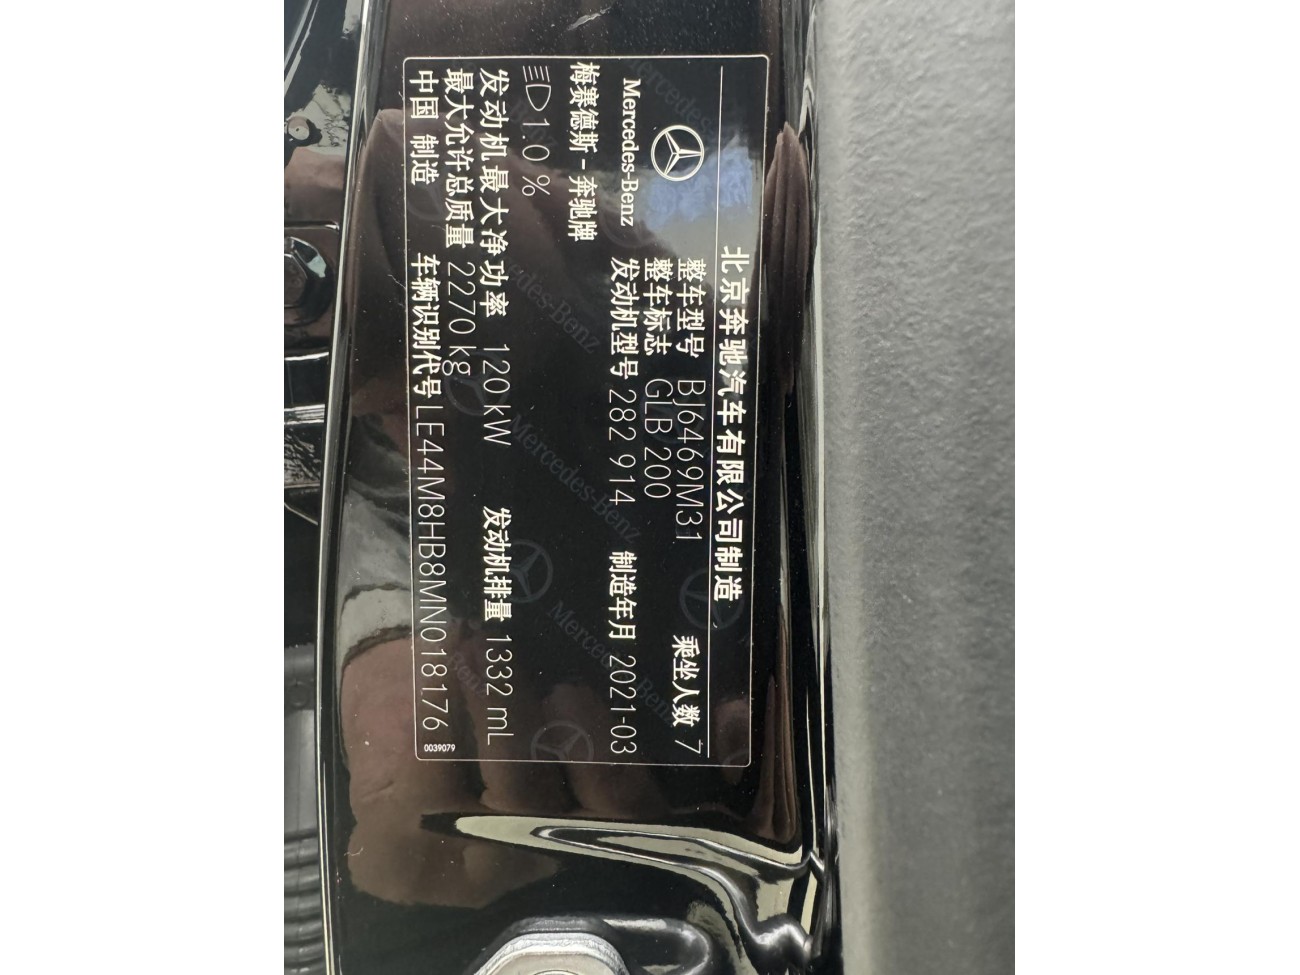 北京奔驰汽车有限公司制造
Mercedes-Benz
梅赛德斯-奔驰牌
整车型号 BJ6469M31 乘坐人数 7
整车标志 GLB 200
发动机型号 282 914 制造年月 2021-03
1.0 %
发动机最大净功率 120 kW 发动机排量 1332 mL
最大允许总质量 2270 kg
中国 制造 车辆识别代号 LE44M8HB8MN018176
0039079